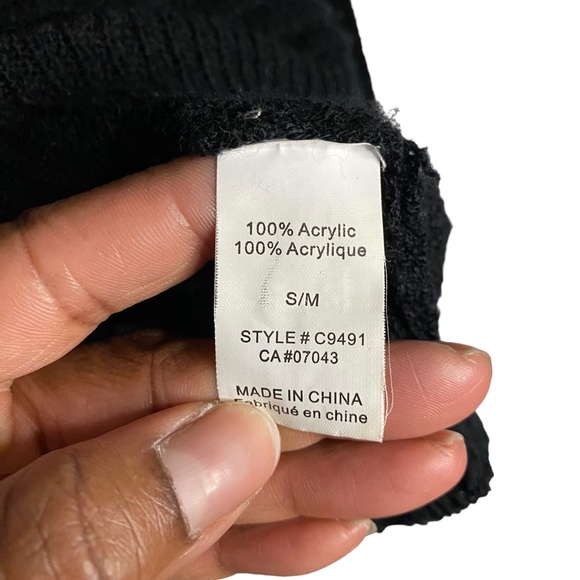 100% Acrylic
100% Acrylique
S/M
STYLE # C9491
CA#07043
MADE IN CHINA
Fabriqué en chine